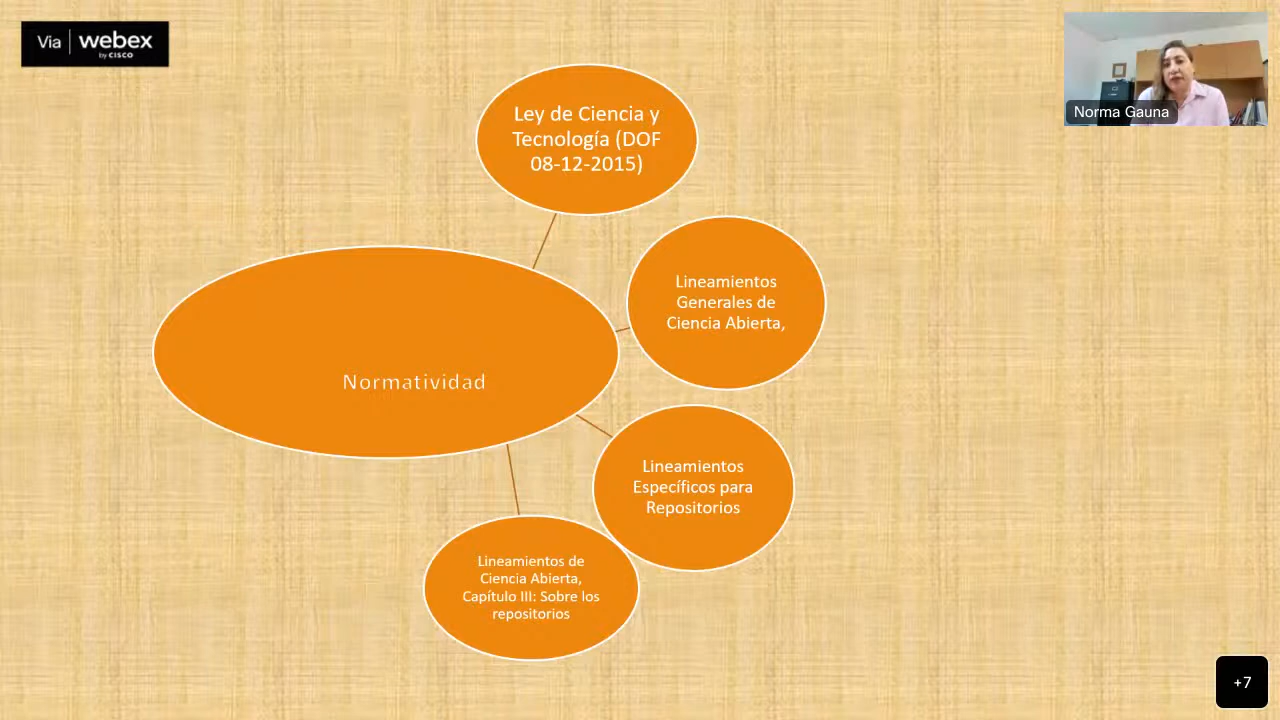 Via webex
by CISCO
Norma Gauna
Ley de Ciencia y
Tecnología (DOF
08-12-2015)
Lineamientos
Generales de
Ciencia Abierta,
Normatividad
Lineamientos
Específicos para
Repositorios
Lineamientos de
Ciencia Abierta,
Capítulo III: Sobre los
repositorios
+7